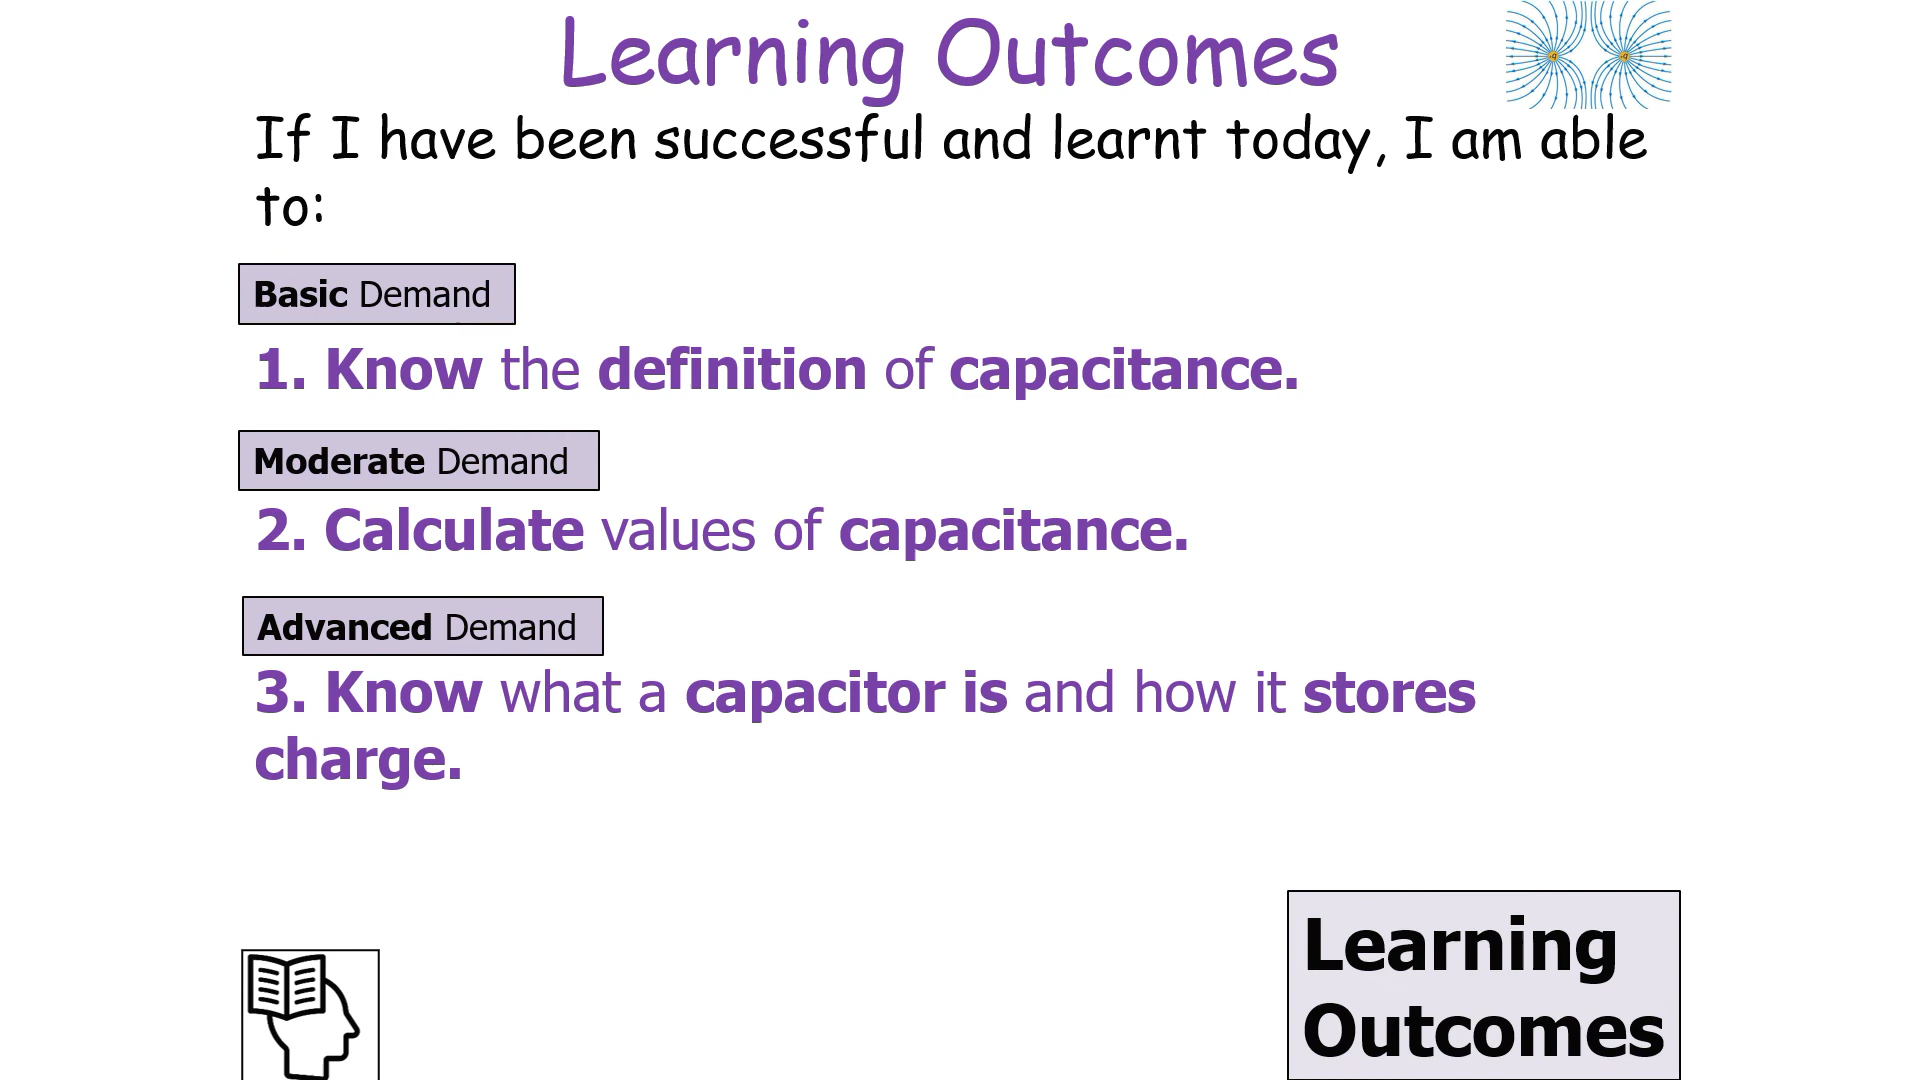 Learning Outcomes
If I have been successful and learnt today, I am able
to:
Basic Demand
1. Know the definition of capacitance.
Moderate Demand
2. Calculate values of capacitance.
Advanced Demand
3. Know what a capacitor is and how it stores
charge.
Learning
Outcomes